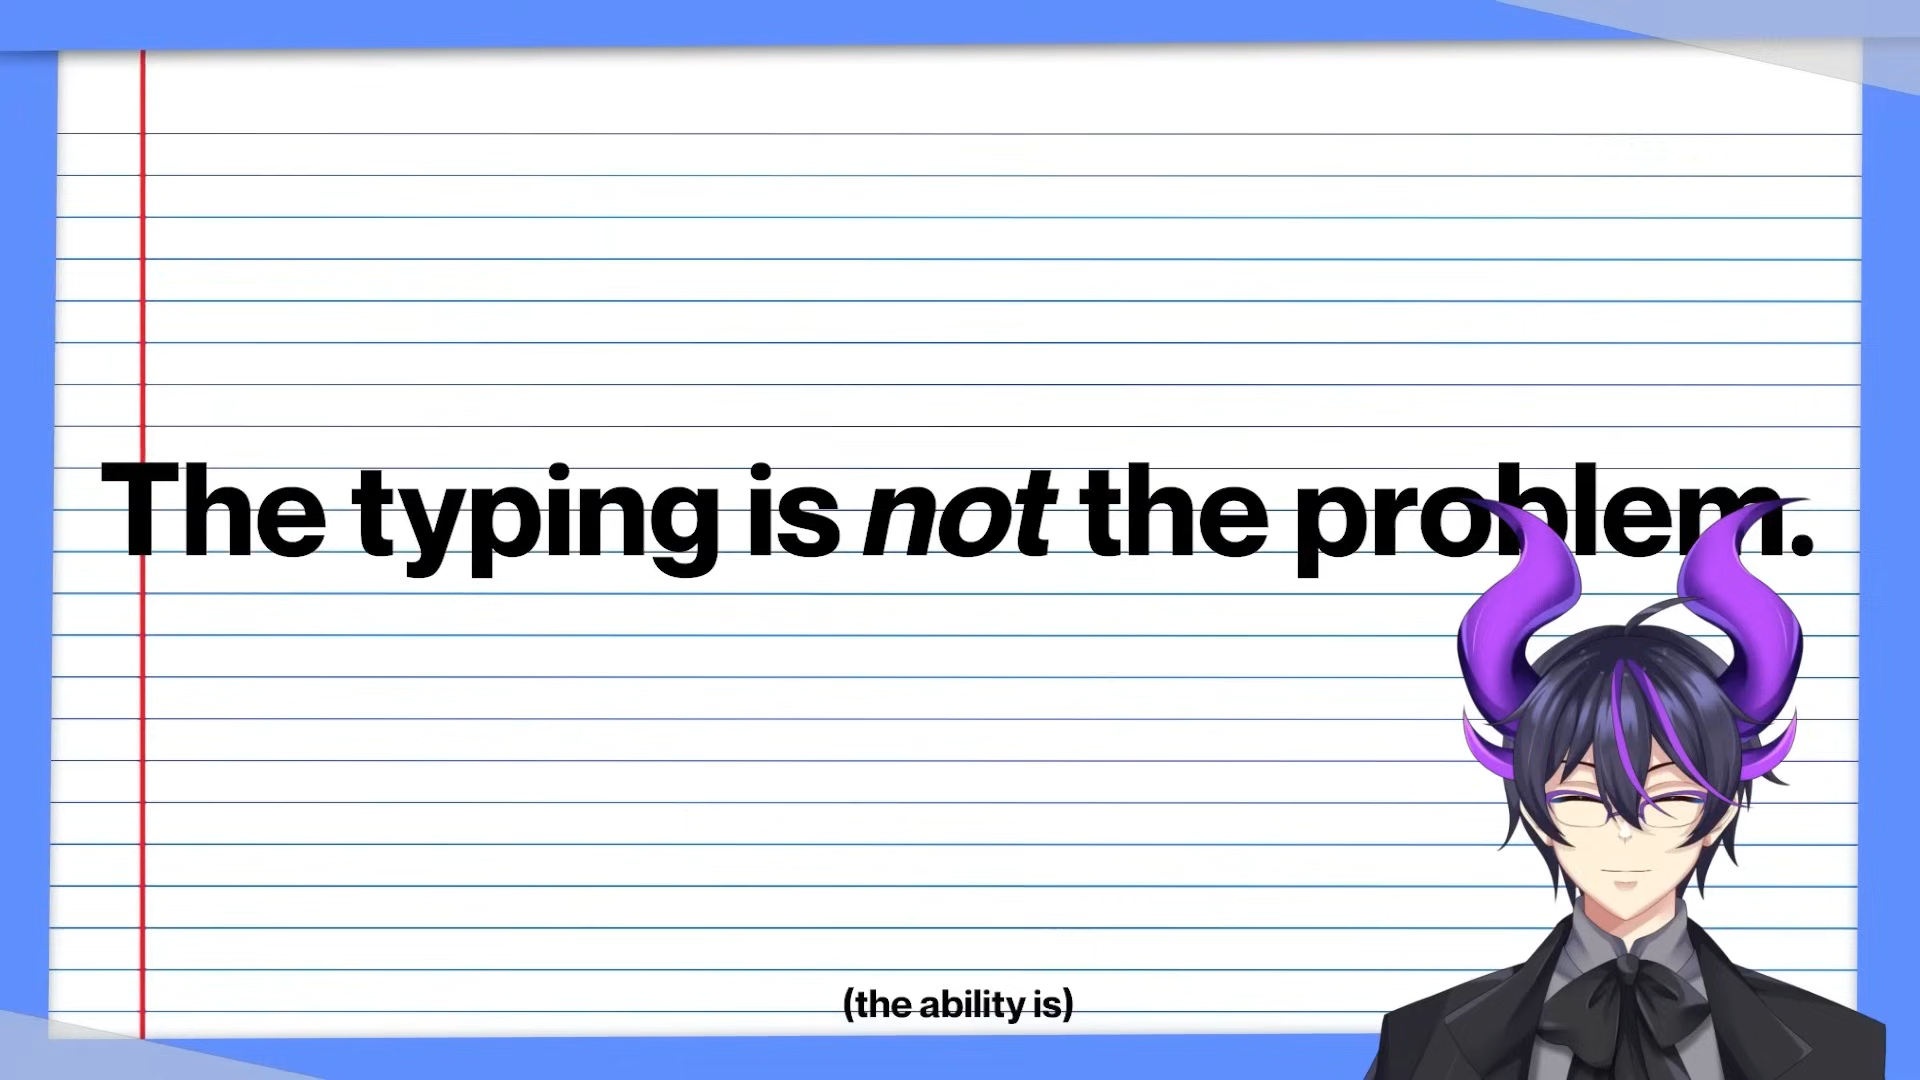 The typing is not the problem.
(the ability is)